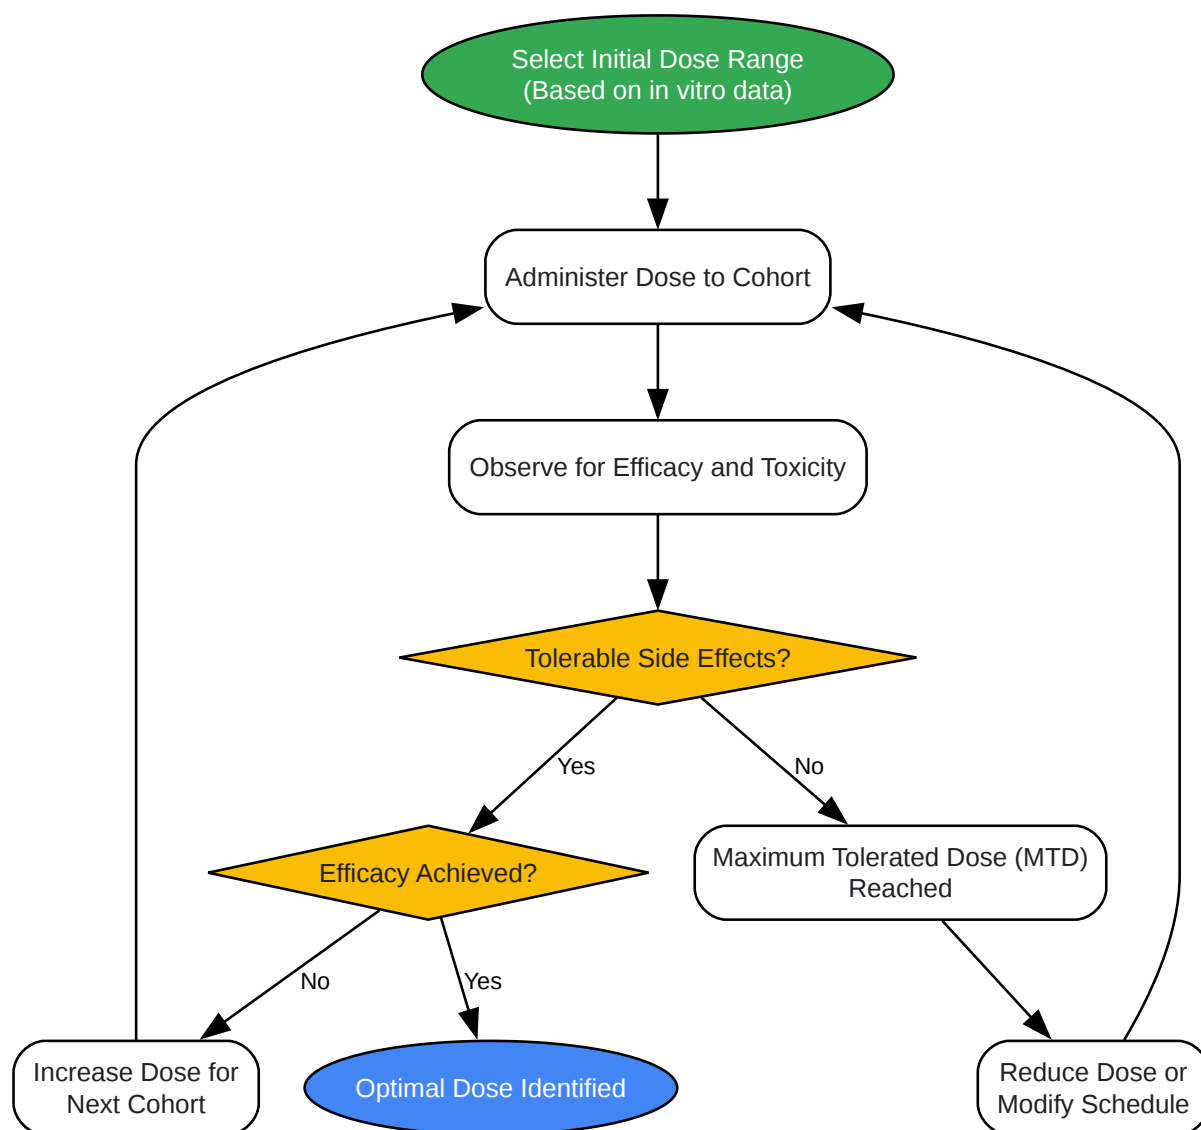 Select Initial Dose Range
(Based on in vitro data)
Administer Dose to Cohort
Observe for Efficacy and Toxicity
Tolerable Side Effects?
Yes
No
Efficacy Achieved?
Maximum Tolerated Dose (MTD)
Reached
No
Yes
Increase Dose for
Next Cohort
Optimal Dose Identified
Reduce Dose or
Modify Schedule